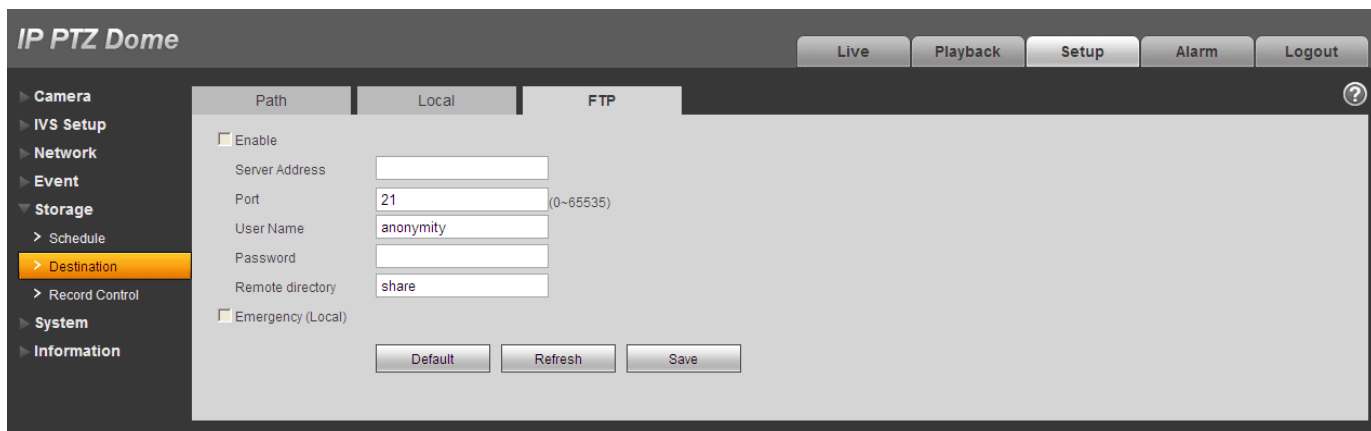 IP PTZ Dome
Live Playback Setup Alarm Logout
Camera
IVS Setup
Network
Event
Storage
> Schedule
> Destination
> Record Control
System
Information
Path Local FTP
?
Enable
Server Address
Port 21 (0~65535)
User Name anonymity
Password
Remote directory share
Emergency (Local)
Default Refresh Save